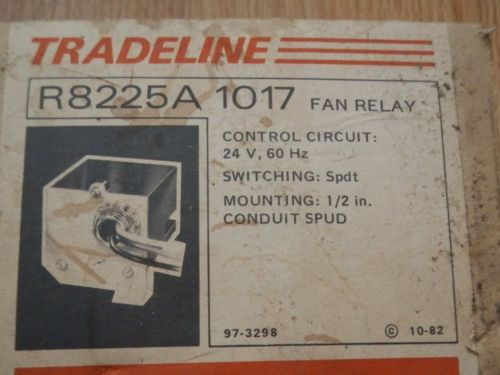 TRADELINE
R8225A 1017 FAN RELAY
CONTROL CIRCUIT:
24 V, 60 Hz
SWITCHING: Spdt
MOUNTING: 1/2 in.
CONDUIT SPUD
97-3298 © 10-82